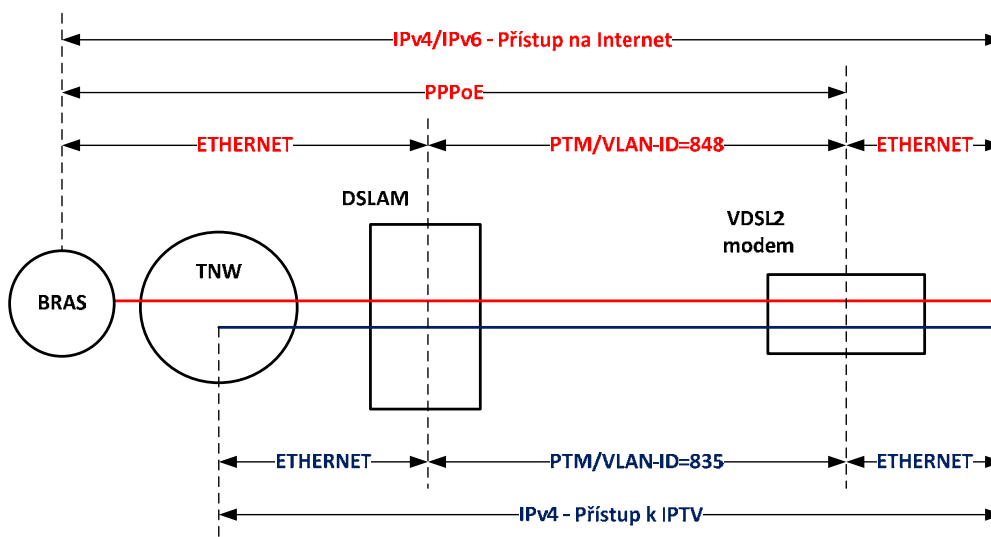 IPv4/IPv6 - Přístup na Internet
PPPoE
ETHERNET
PTM/VLAN-ID=848
ETHERNET
DSLAM
VDSL2
modem
TNW
BRAS
ETHERNET
PTM/VLAN-ID=835
ETHERNET
IPv4 - Přístup k IPTV